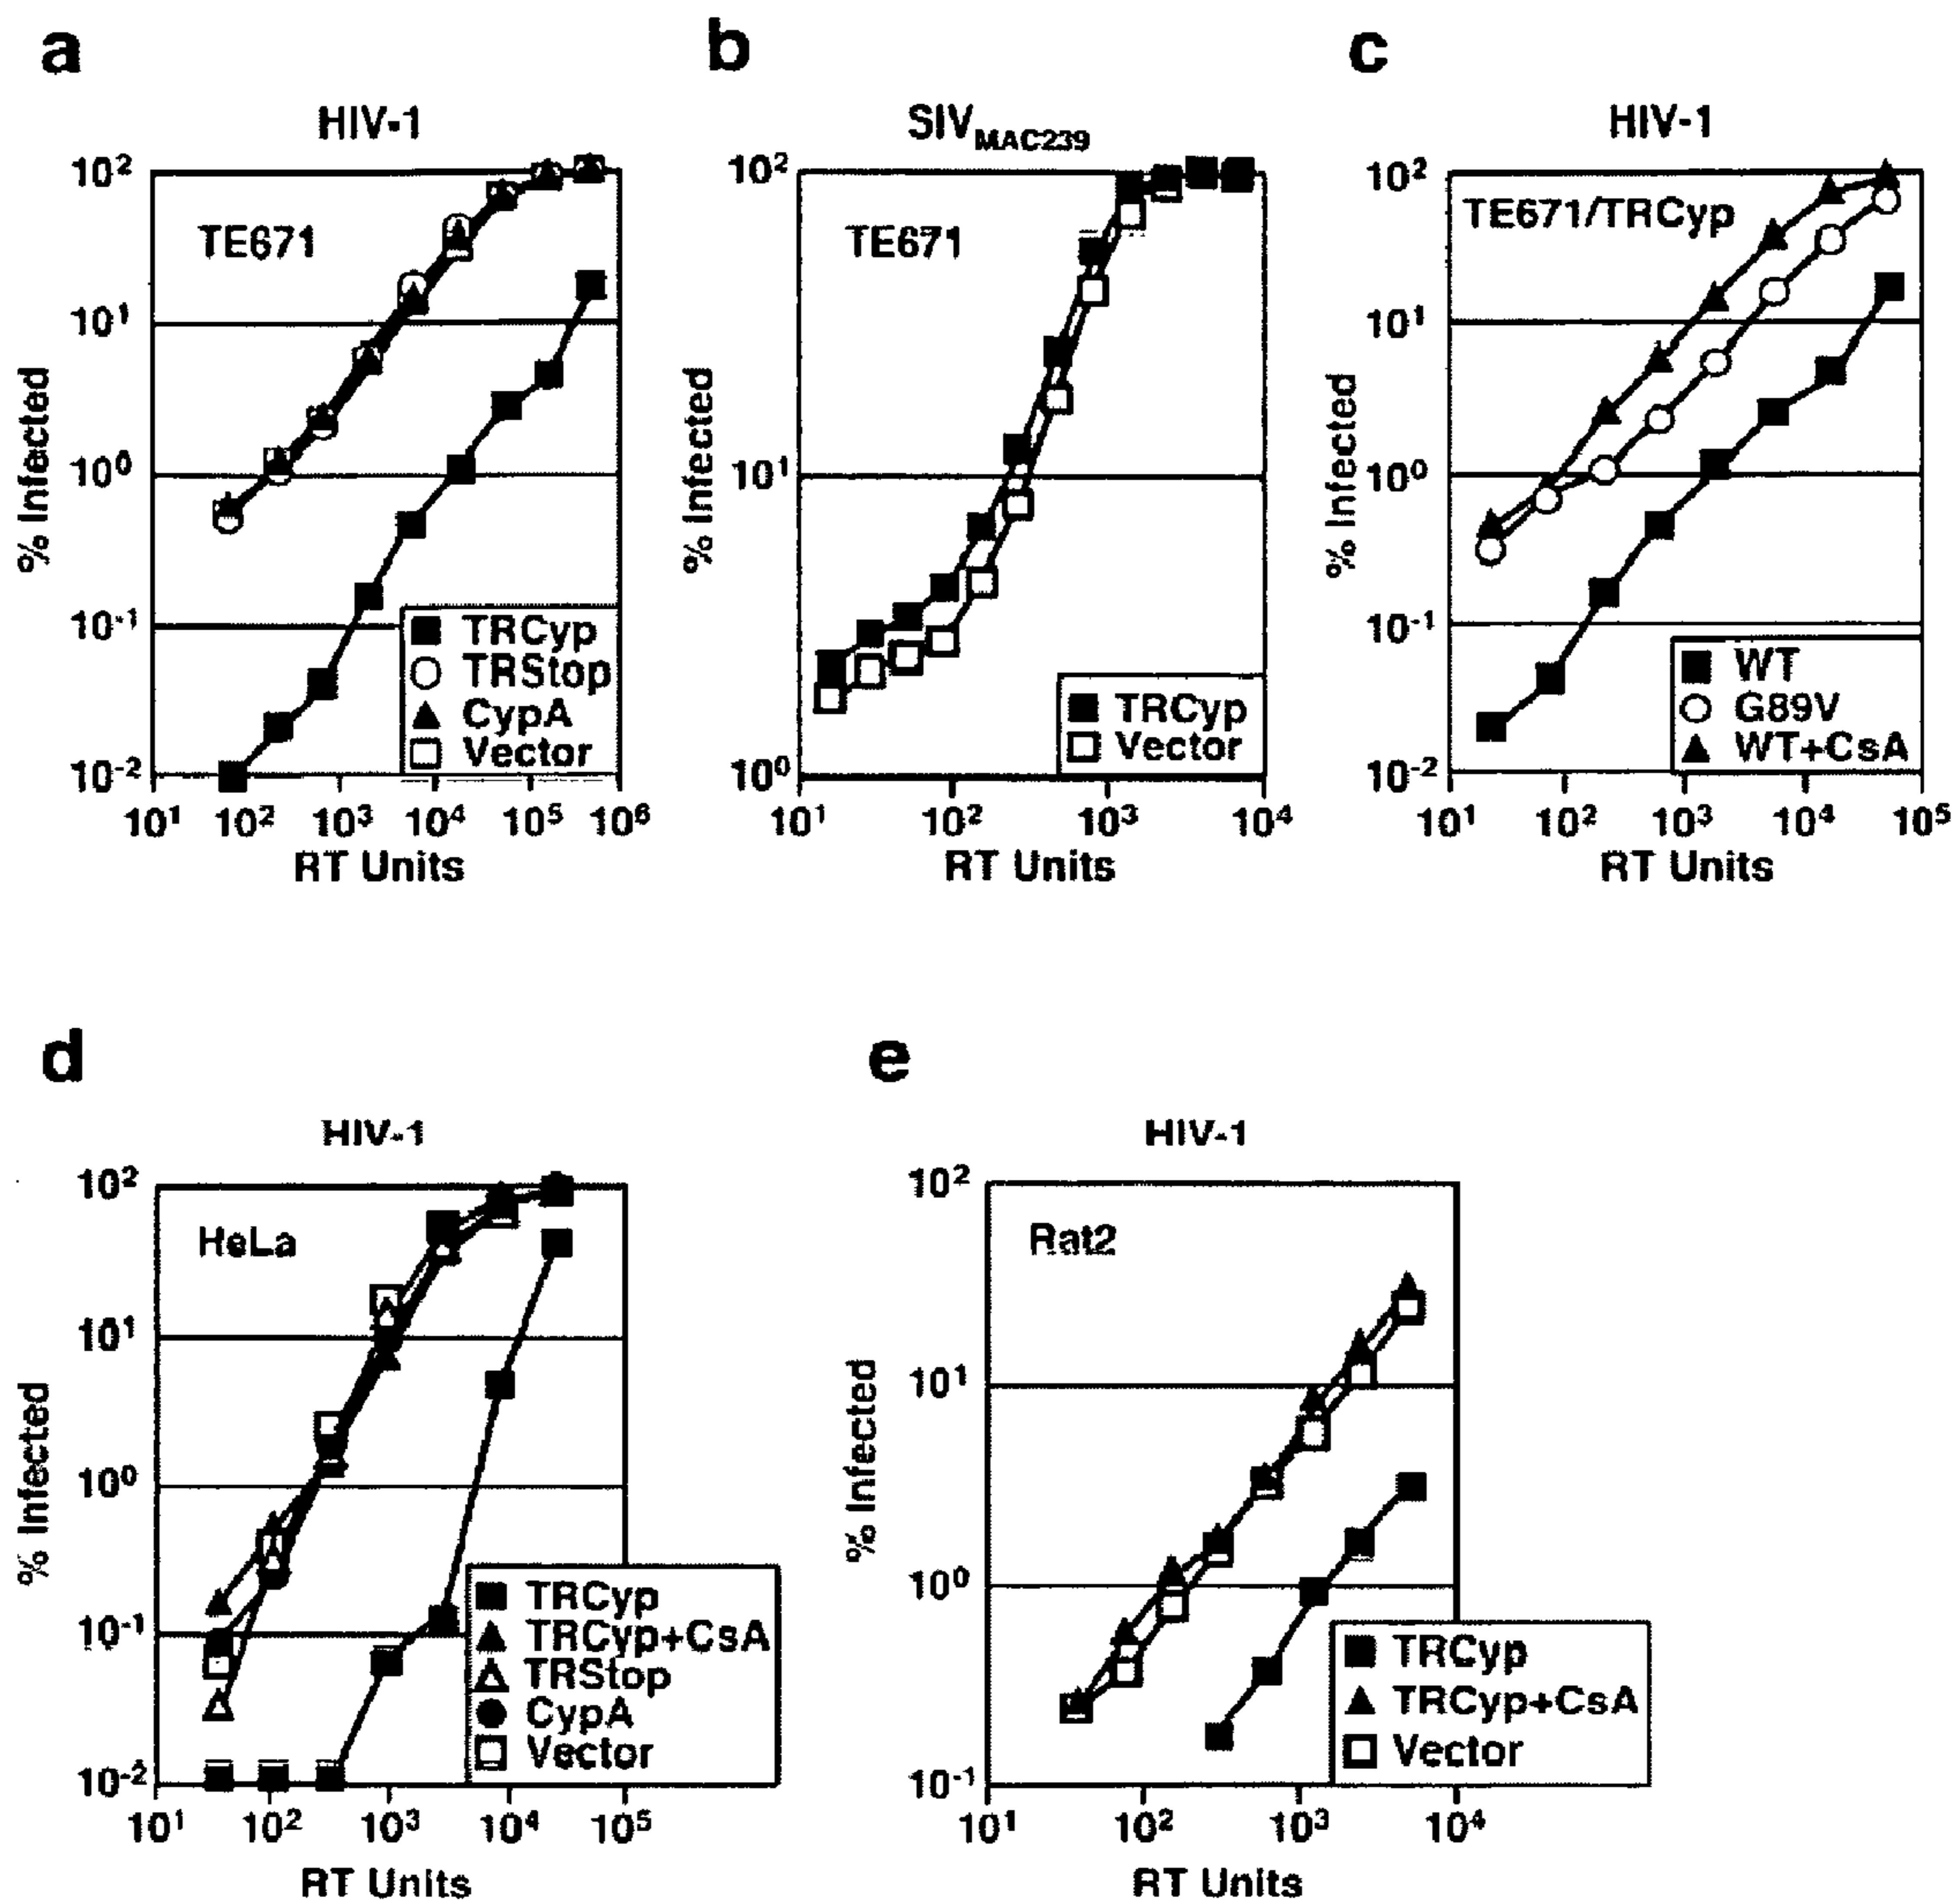 a
HIV-1
10²
10¹
10⁰
10⁻¹
10⁻²
% Infected
TE671
TRCyp
TRStop
CypA
Vector
10¹ 10² 10³ 10⁴ 10⁵ 10⁶
RT Units
b
SIVMAC239
10²
10¹
10⁰
% Infected
TE671
TRCyp
Vector
10¹ 10² 10³ 10⁴
RT Units
c
HIV-1
10²
10¹
10⁰
10⁻¹
10⁻²
% Infected
TE671/TRCyp
WT
G89V
WT+CsA
10¹ 10² 10³ 10⁴ 10⁵
RT Units
d
HIV-1
10²
10¹
10⁰
10⁻¹
10⁻²
% Infected
HeLa
TRCyp
TRCyp+CsA
TRStop
CypA
Vector
10¹ 10² 10³ 10⁴ 10⁵
RT Units
e
HIV-1
10²
10¹
10⁰
10⁻¹
% Infected
Rat2
TRCyp
TRCyp+CsA
Vector
10¹ 10² 10³ 10⁴
RT Units